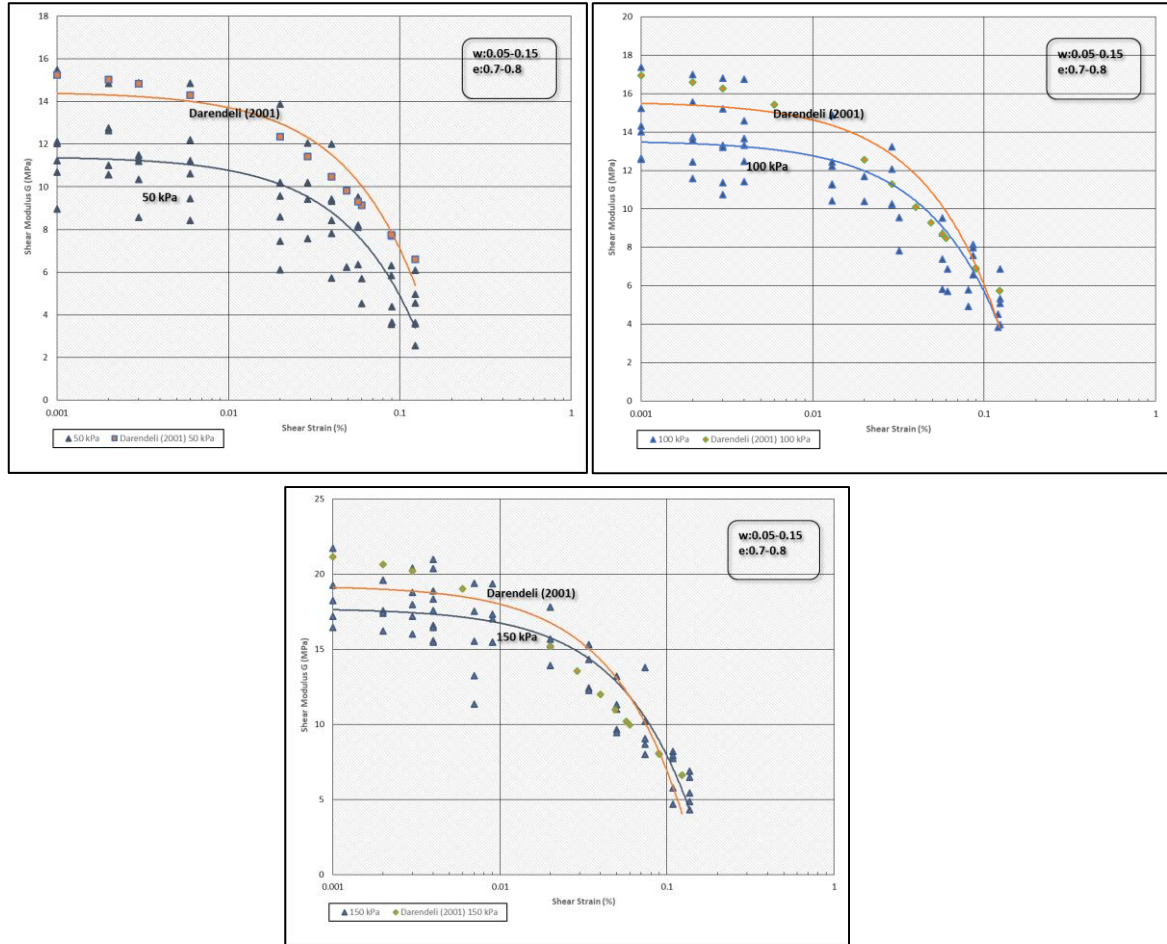 18
16
14
12
10
8
6
4
2
0
Shear Modulus G (MPa)
w:0.05-0.15
e:0.7-0.8
Darendeli (2001)
50 kPa
0.001
0.01
0.1
1
Shear Strain (%)
50 kPa
Darendeli (2001) 50 kPa
20
18
16
14
12
10
8
6
4
2
0
Shear Modulus G (MPa)
w:0.05-0.15
e:0.7-0.8
Darendeli (2001)
100 kPa
0.001
0.01
0.1
1
Shear Strain (%)
100 kPa
Darendeli (2001) 100 kPa
25
20
15
10
5
0
Shear Modulus G (MPa)
w:0.05-0.15
e:0.7-0.8
Darendeli (2001)
150 kPa
0.001
0.01
0.1
1
Shear Strain (%)
150 kPa
Darendeli (2001) 150 kPa